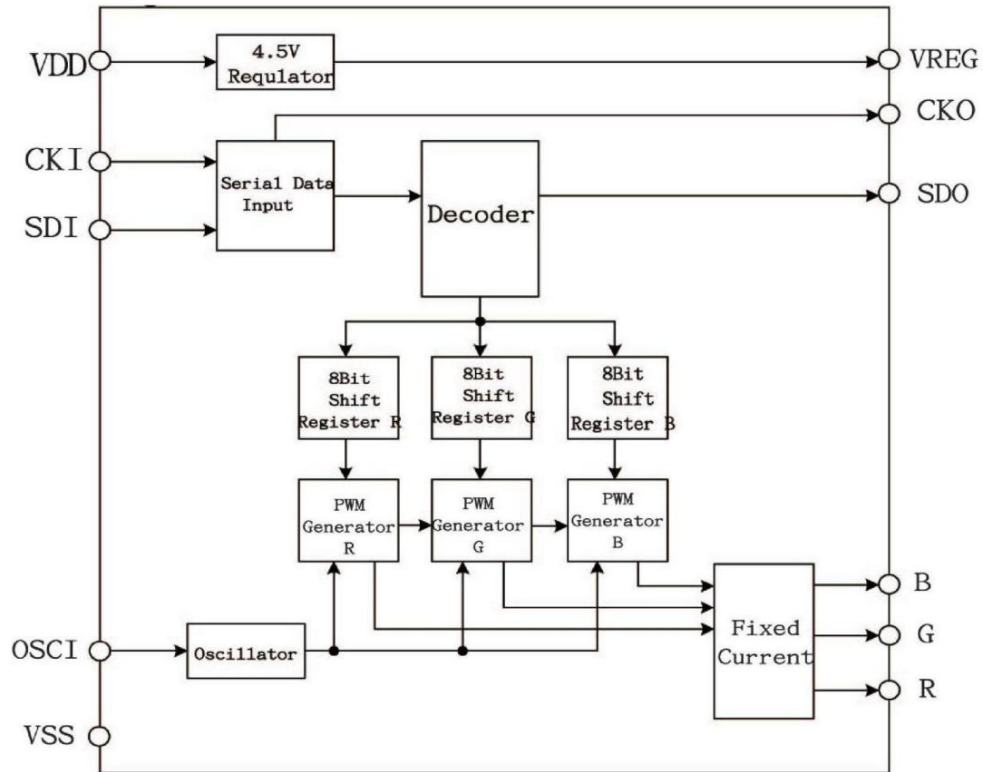 VDD
4.5V
Requlator
VREG
CKO
CKI
Serial Data
Input
SDI
Decoder
SDO
8Bit
Shift
Register R
8Bit
Shift
Register G
8Bit
Shift
Register B
PWM
Generator
R
PWM
Generator
G
PWM
Generator
B
OSCI
Oscillator
Fixed
Current
B
G
R
VSS